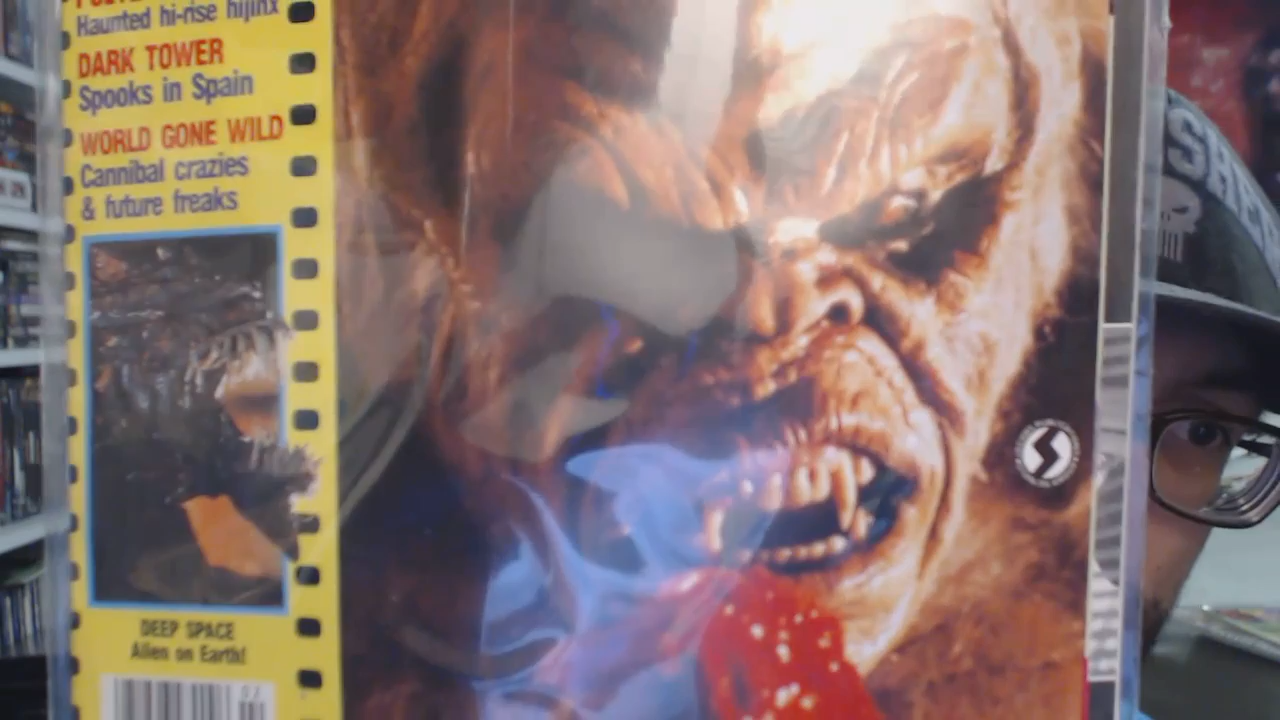 Haunted hi-rise hijinx
DARK TOWER
Spooks in Spain
WORLD GONE WILD
Cannibal crazies
& future freaks
DEEP SPACE
Alien on Earth!